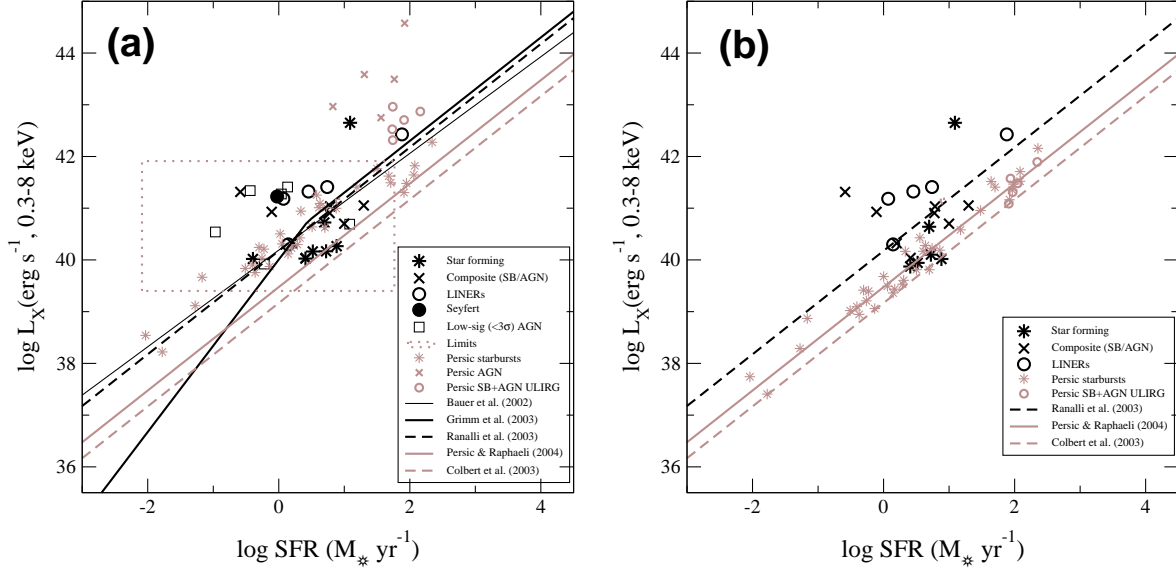 (a)
44
42
40
38
36
-2
0
2
4
log L_X(erg s^-1, 0.3-8 keV)
log SFR (M_☼ yr^-1)
Star forming
Composite (SB/AGN)
LINERs
Seyfert
Low-sig (<3σ) AGN
Limits
Persic starbursts
Persic AGN
Persic SB+AGN ULIRG
Bauer et al. (2002)
Grimm et al. (2003)
Ranalli et al. (2003)
Persic & Raphaeli (2004)
Colbert et al. (2003)
(b)
44
42
40
38
36
-2
0
2
4
log L_X(erg s^-1, 0.3-8 keV)
log SFR (M_☼ yr^-1)
Star forming
Composite (SB/AGN)
LINERs
Persic starbursts
Persic SB+AGN ULIRG
Ranalli et al. (2003)
Persic & Raphaeli (2004)
Colbert et al. (2003)